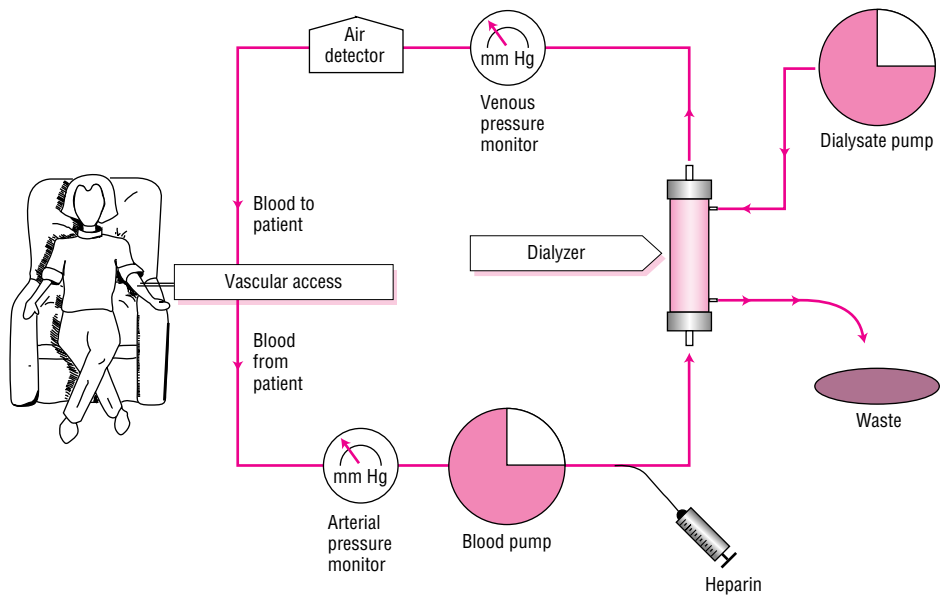 Air
detector
mm Hg
Venous
pressure
monitor
Dialysate pump
Blood to
patient
Dialyzer
Vascular access
Blood
from
patient
Waste
mm Hg
Arterial
pressure
monitor
Blood pump
Heparin